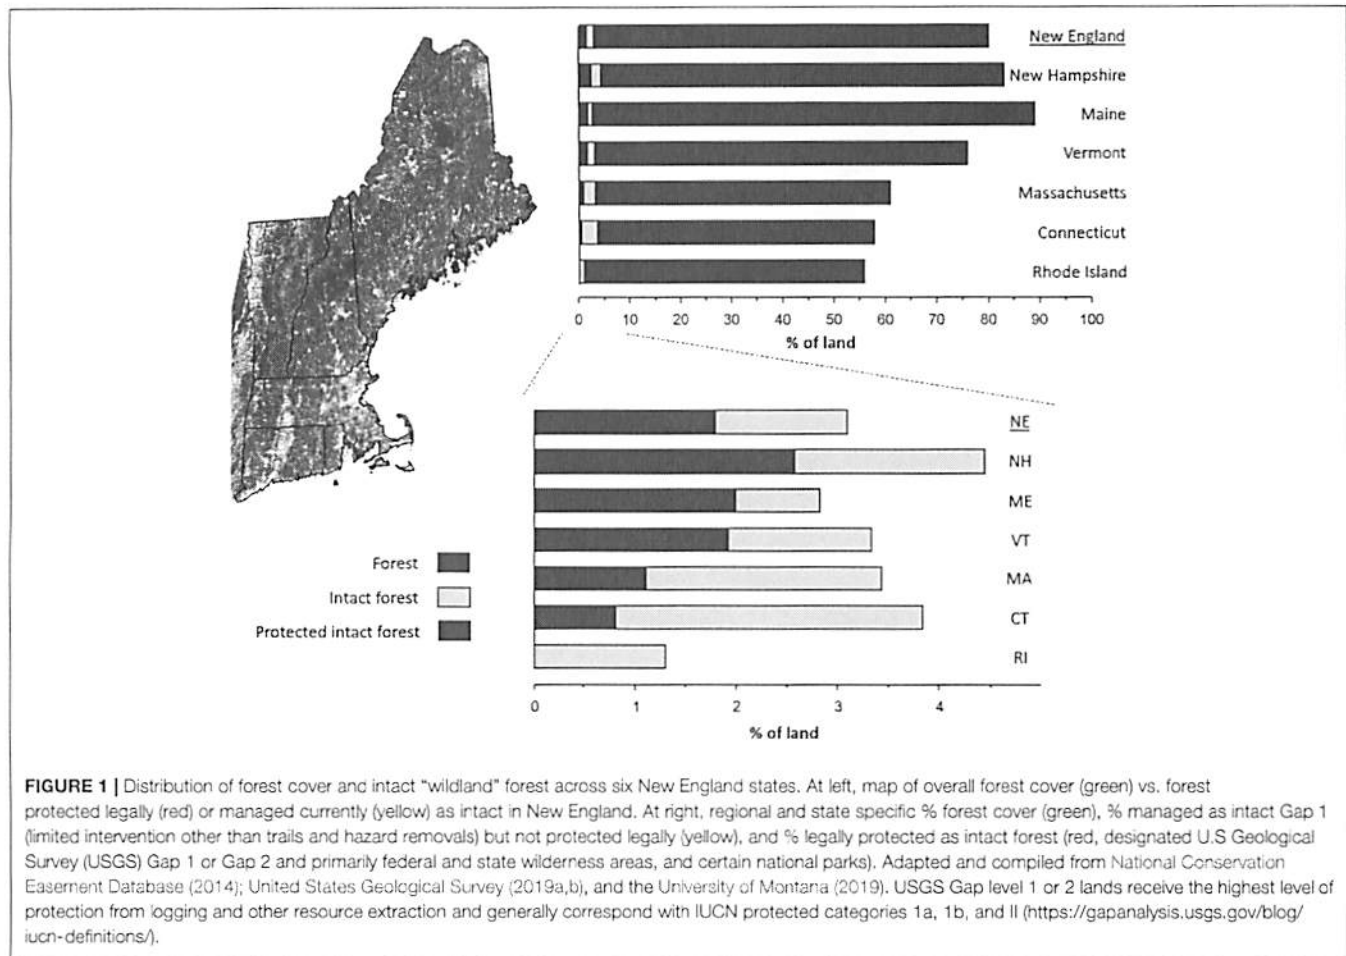 New England
New Hampshire
Maine
Vermont
Massachusetts
Connecticut
Rhode Island
0 10 20 30 40 50 60 70 80 90 100
% of land
NE
NH
ME
VT
MA
CT
RI
0 1 2 3 4
% of land
Forest
Intact forest
Protected intact forest
FIGURE 1 | Distribution of forest cover and intact "wildland" forest across six New England states. At left, map of overall forest cover (green) vs. forest
protected legally (red) or managed currently (yellow) as intact in New England. At right, regional and state specific % forest cover (green), % managed as intact Gap 1
(limited intervention other than trails and hazard removals) but not protected legally (yellow), and % legally protected as intact forest (red, designated U.S Geological
Survey (USGS) Gap 1 or Gap 2 and primarily federal and state wilderness areas, and certain national parks). Adapted and compiled from National Conservation
Easement Database (2014); United States Geological Survey (2019a,b), and the University of Montana (2019). USGS Gap level 1 or 2 lands receive the highest level of
protection from logging and other resource extraction and generally correspond with IUCN protected categories 1a, 1b, and II (https://gapanalysis.usgs.gov/blog/
iucn-definitions/).